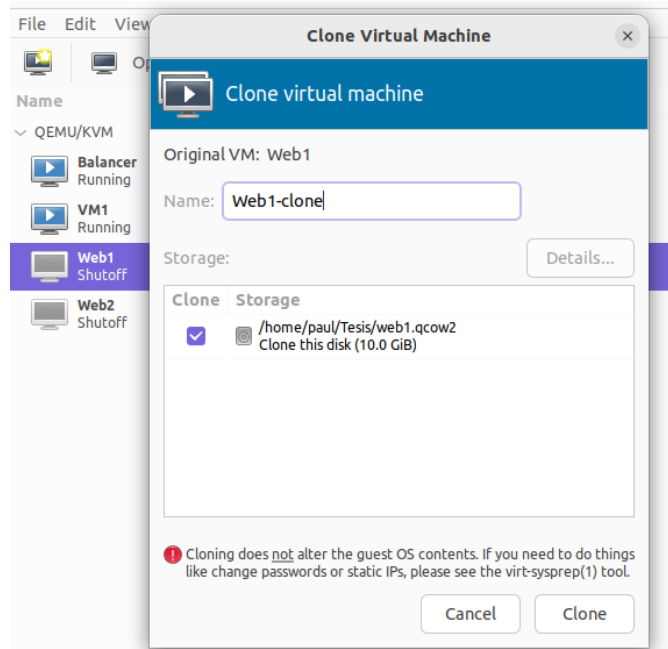 File Edit View
Op
Name
QEMU/KVM
Balancer
Running
VM1
Running
Web1
Shutoff
Web2
Shutoff
Clone Virtual Machine
Clone virtual machine
Original VM: Web1
Name: Web1-clone
Storage:
Details...
Clone Storage
/home/paul/Tesis/web1.qcow2
Clone this disk (10.0 GiB)
Cloning does not alter the guest OS contents. If you need to do things
like change passwords or static IPs, please see the virt-sysprep(1) tool.
Cancel
Clone